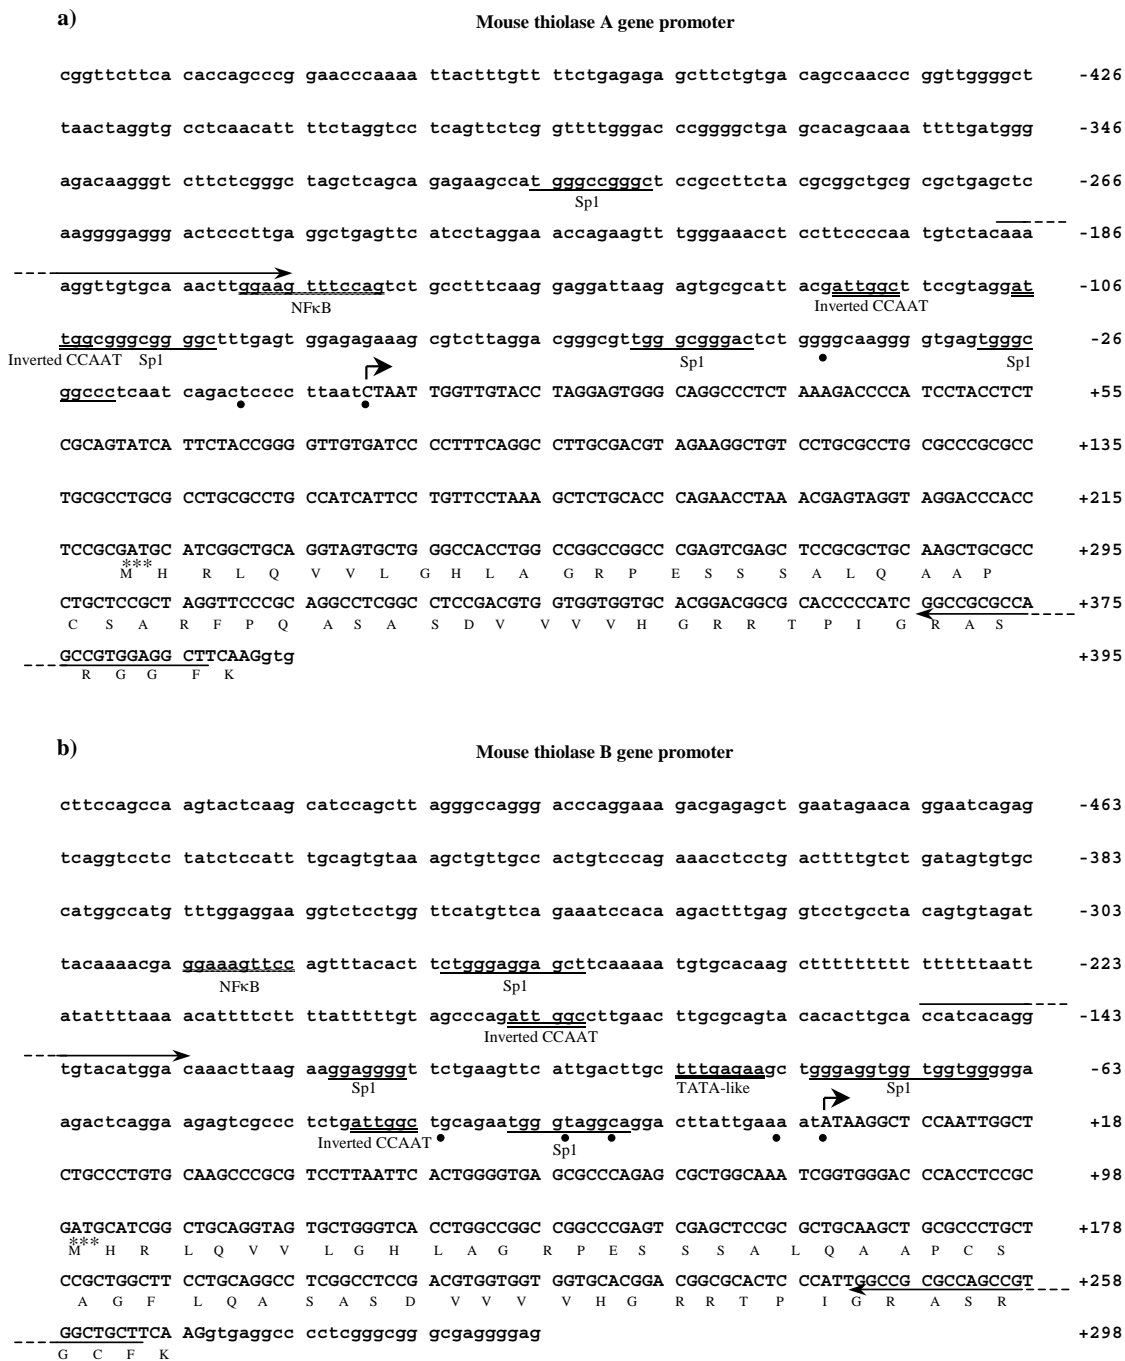 a)
Mouse thiolase A gene promoter
cggttcttca caccagcccg gaacccaaaa ttactttgtt ttctgagaga gcttctgtga cagccaaccc ggttggggct -426
taactaggtg cctcaacatt ttctaggtcc tcagttctcg gttttgggac ccggggctga gcacagcaaa ttttgatggg -346
agacaagggt cttctcgggc tagctcagca gagaagccat gggccgggct ccgccttcta cgcggctgcg cgctgagctc -266
Sp1
aaggggaggg actcccttga ggctgagttc atcctaggaa accagaagtt tgggaaacct ccttccccaa tgtctacaaa -186
aggttgtgca aacttggaag tttccagtct gcctttcaag gaggattaag agtgcgcatt acgattggct tccgtaggat -106
NFκB Inverted CCAAT
tggcgggcgg ggctttgagt ggagagaaag cgtcttagga cgggcgttgg gcgggactct ggggcaaggg gtgagtgggc -26
Inverted CCAAT Sp1 Sp1 Sp1
ggccctcaat cagactcccc ttaatCTAAT TGGTTGTACC TAGGAGTGGG CAGGCCCTCT AAAGACCCCA TCCTACCTCT +55
CGCAGTATCA TTCTACCGGG GTTGTGATCC CCTTTCAGGC CTTGCGACGT AGAAGGCTGT CCTGCGCCTG CGCCCGCGCC +135
TGCGCCTGCG CCTGCGCCTG CCATCATTCC TGTTCCTAAA GCTCTGCACC CAGAACCTAA ACGAGTAGGT AGGACCCACC +215
TCCGCGATGC ATCGGCTGCA GGTAGTGCTG GGCCACCTGG CCGGCCGGCC CGAGTCGAGC TCCGCGCTGC AAGCTGCGCC +295
***
M H R L Q V V L G H L A G R P E S S S A L Q A A P
CTGCTCCGCT AGGTTCCCGC AGGCCTCGGC CTCCGACGTG GTGGTGGTGC ACGGACGGCG CACCCCCATC GGCCGCGCCA +375
C S A R F P Q A S A S D V V V V H G R R T P I G R A S
GCCGTGGAGG CTTCAAGgtg +395
R G G F K
b)
Mouse thiolase B gene promoter
cttccagcca agtactcaag catccagctt agggccaggg acccaggaaa gacgagagct gaatagaaca ggaatcagag -463
tcaggtcctc tatctccatt tgcagtgtaa agctgttgcc actgtcccag aaacctcctg acttttgtct gatagtgtgc -383
catggccatg tttggaggaa ggtctcctgg ttcatgttca gaaatccaca agactttgag gtcctgccta cagtgtagat -303
tacaaaacga ggaaagttcc agtttacactt ctgggagga gcttcaaaaa tgtgcacaag cttttttttt ttttttaatt -223
NFκB Sp1
atattttaaa acattttctt tatttttgt agcccagatt ggccttgaac ttgcgcagta cacacttgca ccatcacagg -143
Inverted CCAAT
tgtacatgga caaacttaag aaggaggggt tctgaagttc attgacttgc tttgagaagc tgggaggtgg tggtgggggа -63
Sp1 TATA-like Sp1
agactcagga agagtcgccc tctgattggc tgcagaatgg gtaggcagga cttattgaaa atATAAGGCT CCAATTGGCT +18
Inverted CCAAT Sp1
CTGCCCTGTG CAAGCCCGCG TCCTTAATTC ACTGGGGTGA GCGCCCAGAG CGCTGGCAAA TCGGTGGGAC CCACCTCCGC +98
GATGCATCGG CTGCAGGTAG TGCTGGGTCA CCTGGCCGGC CGGCCCGAGT CGAGCTCCGC GCTGCAAGCT GCGCCCTGCT +178
***
M H R L Q V V L G H L A G R P E S S S A L Q A A P C S
CCGCTGGCTT CCTGCAGGCC TCGGCCTCCG ACGTGGTGGT GGTGCACGGA CGGCGCACTC CCATTGGCCG CGCCAGCCGT +258
A G F L Q A S A S D V V V V H G R R T P I G R A S R
GGCTGCTTCA AGgtgaggcc cctcgggcgg gcgaggggag +298
G C F K